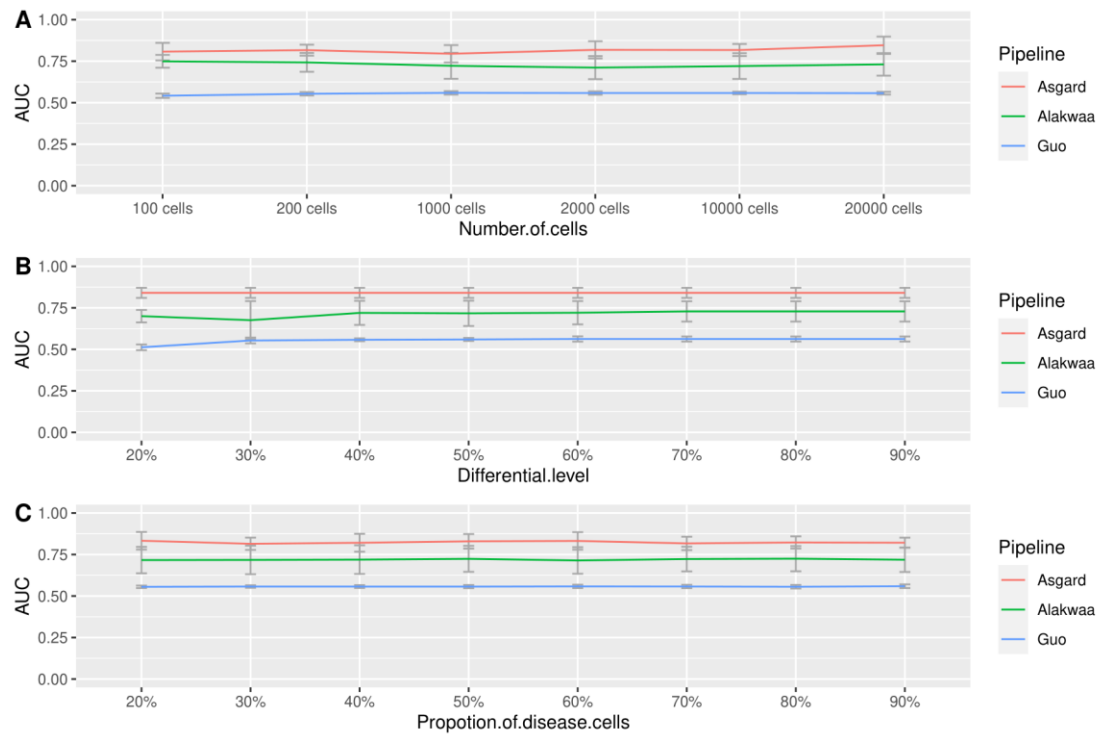 A
AUC
1.00
0.75
0.50
0.25
0.00
100 cells 200 cells 1000 cells 2000 cells 10000 cells 20000 cells
Number.of.cells
Pipeline
Asgard
Alakwaa
Guo
B
AUC
1.00
0.75
0.50
0.25
0.00
20% 30% 40% 50% 60% 70% 80% 90%
Differential.level
Pipeline
Asgard
Alakwaa
Guo
C
AUC
1.00
0.75
0.50
0.25
0.00
20% 30% 40% 50% 60% 70% 80% 90%
Propotion.of.disease.cells
Pipeline
Asgard
Alakwaa
Guo